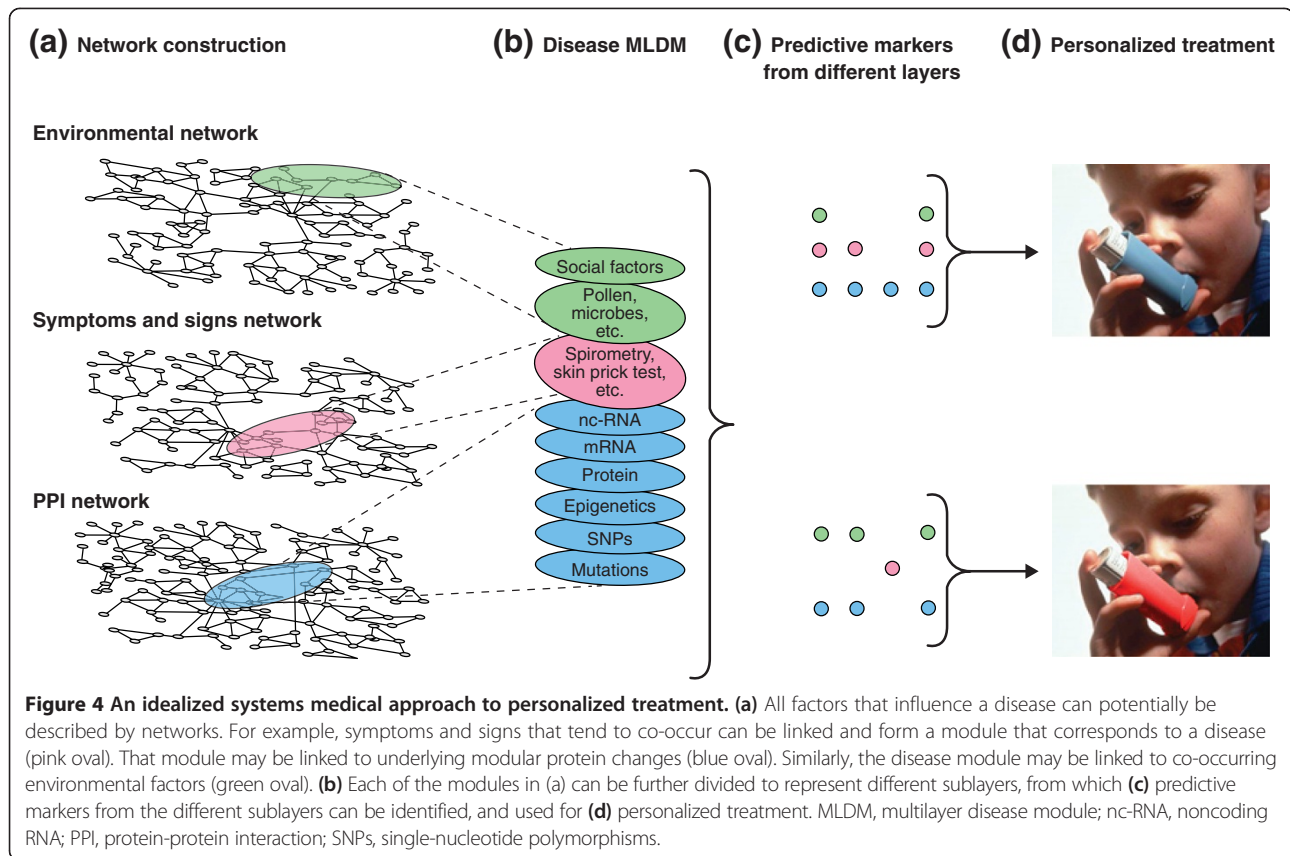 (a) Network construction
(b) Disease MLDM
(c) Predictive markers
from different layers
(d) Personalized treatment
Environmental network
Symptoms and signs network
PPI network
Social factors
Pollen,
microbes,
etc.
Spirometry,
skin prick test,
etc.
nc-RNA
mRNA
Protein
Epigenetics
SNPs
Mutations
Figure 4 An idealized systems medical approach to personalized treatment. (a) All factors that influence a disease can potentially be
described by networks. For example, symptoms and signs that tend to co-occur can be linked and form a module that corresponds to a disease
(pink oval). That module may be linked to underlying modular protein changes (blue oval). Similarly, the disease module may be linked to co-occurring
environmental factors (green oval). (b) Each of the modules in (a) can be further divided to represent different sublayers, from which (c) predictive
markers from the different sublayers can be identified, and used for (d) personalized treatment. MLDM, multilayer disease module; nc-RNA, noncoding
RNA; PPI, protein-protein interaction; SNPs, single-nucleotide polymorphisms.